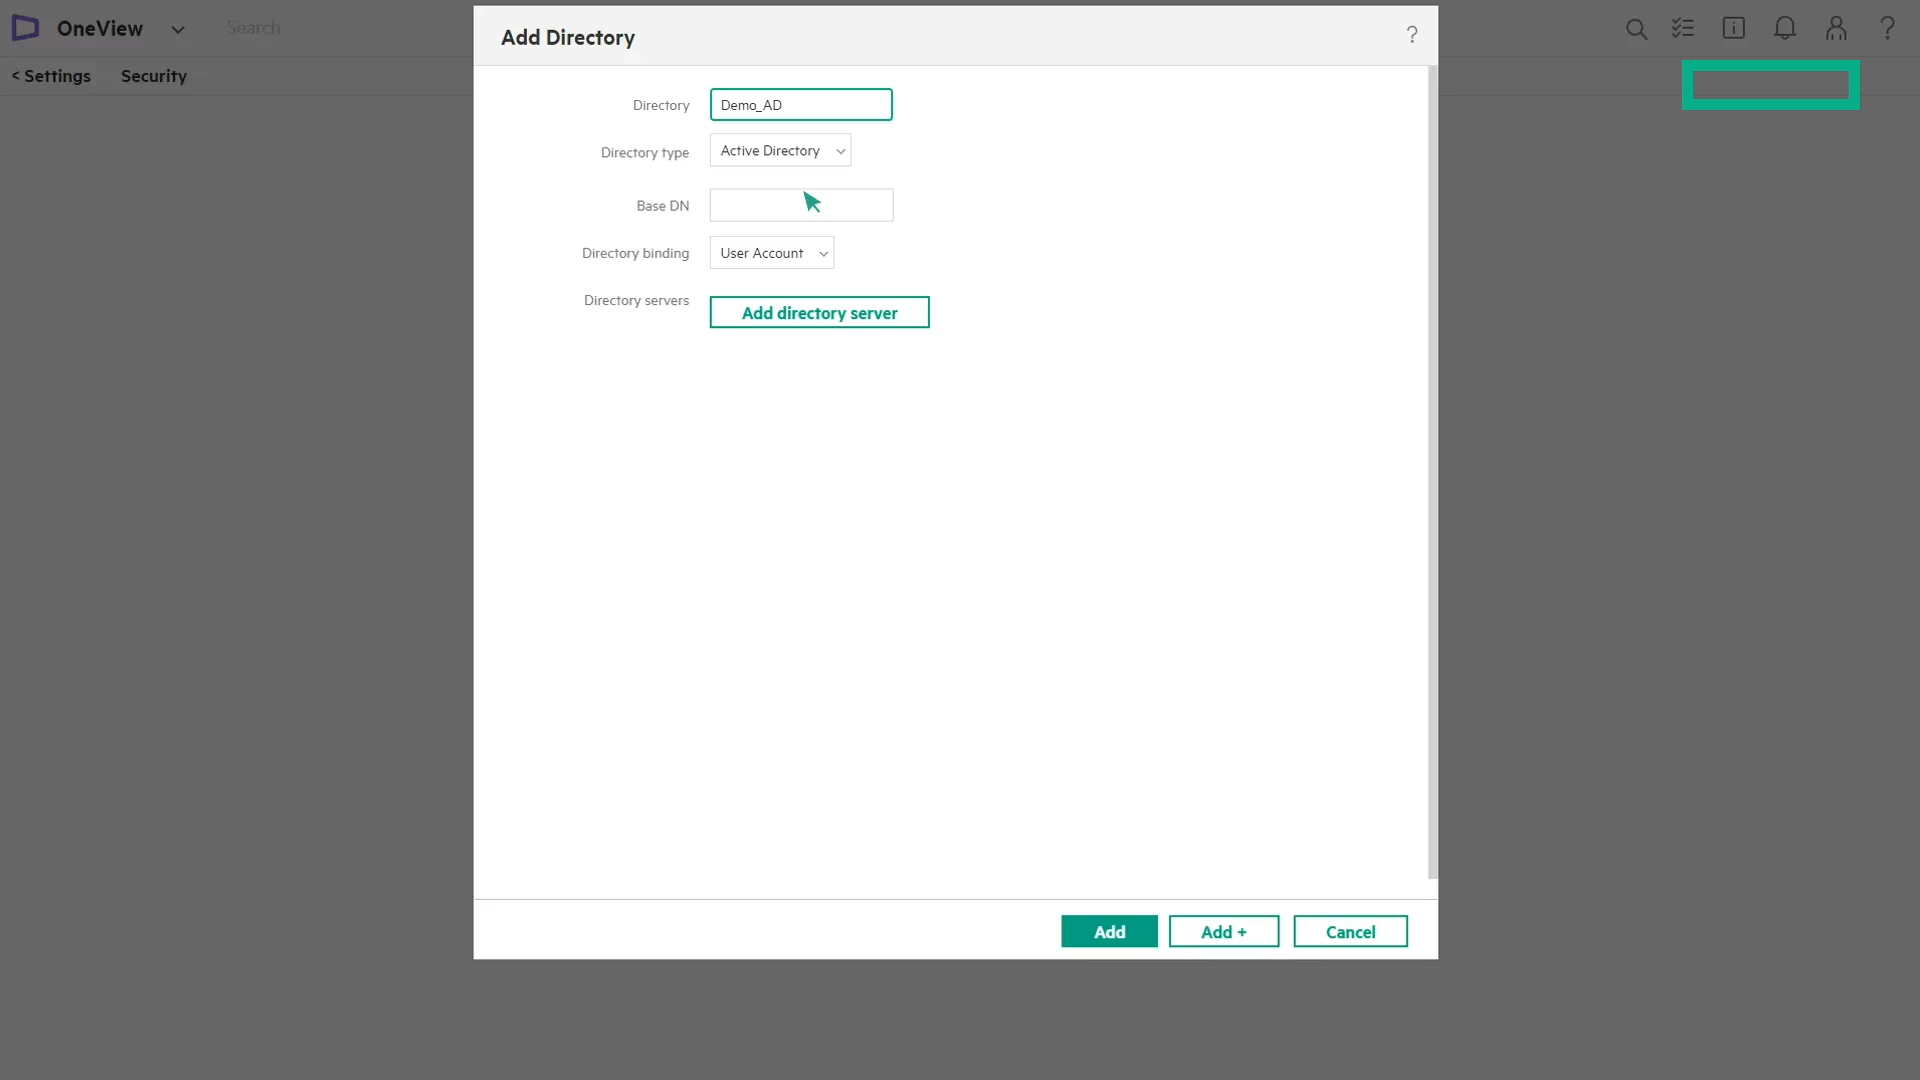 OneView
Search
< Settings
Security
Add Directory
?
?
Directory
Demo_AD
Directory type
Active Directory
Base DN
Directory binding
User Account
Directory servers
Add directory server
Add
Add +
Cancel